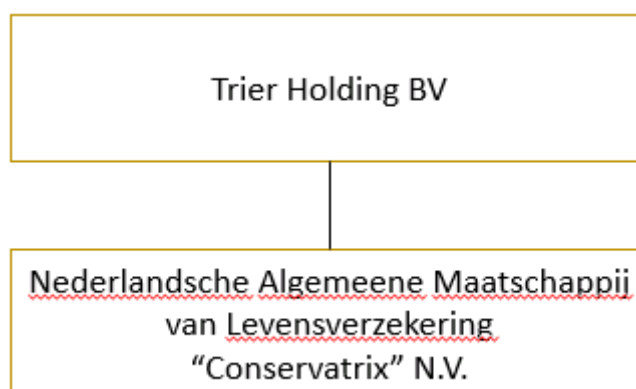 Trier Holding BV
Nederlandsche Algemeene Maatschappij
van Levensverzekering
“Conservatrix” N.V.